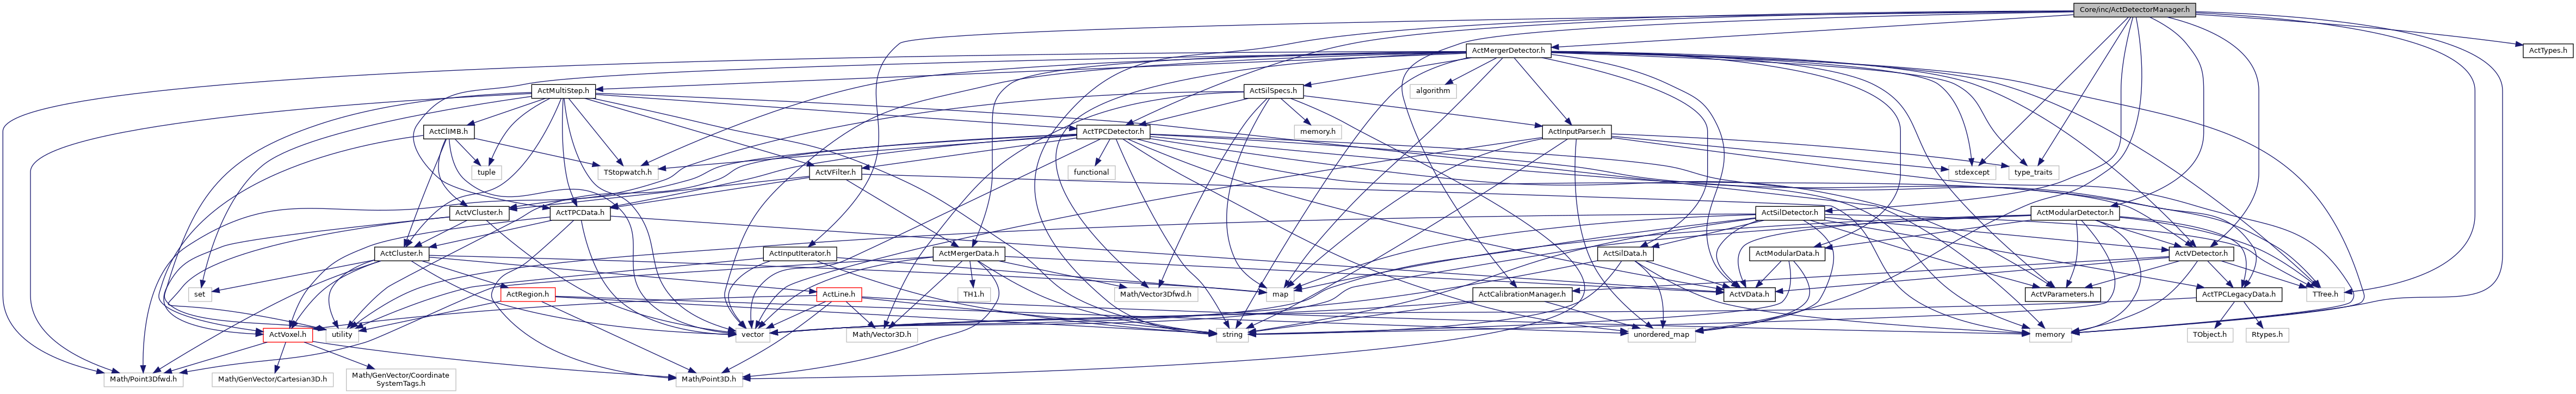 Core/inc/ActDetectorManager.h
ActMergerDetector.h
ActTypes.h
ActMultiStep.h
ActSilSpecs.h
algorithm
ActClIMB.h
ActTPCDetector.h
memory.h
ActInputParser.h
tuple
TStopwatch.h
ActVFilter.h
functional
stdexcept
type_traits
ActVCluster.h
ActTPCData.h
ActSilDetector.h
ActModularDetector.h
ActCluster.h
ActInputIterator.h
ActMergerData.h
ActSilData.h
ActModularData.h
ActVDetector.h
set
ActRegion.h
ActLine.h
TH1.h
Math/Vector3Dfwd.h
map
ActCalibrationManager.h
ActVData.h
ActVParameters.h
ActTPCLegacyData.h
TTree.h
ActVoxel.h
utility
vector
Math/Vector3D.h
string
unordered_map
memory
memory
TObject.h
Rtypes.h
Math/Point3Dfwd.h
Math/GenVector/Cartesian3D.h
Math/GenVector/Coordinate
SystemTags.h
Math/Point3D.h